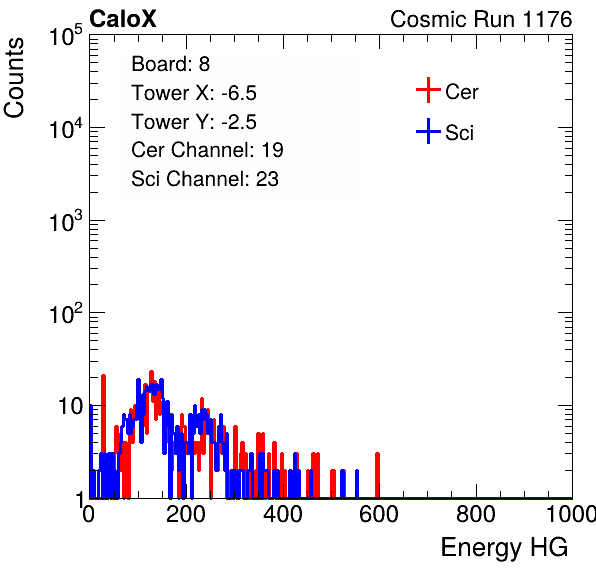 CaloX Cosmic Run 1176
Counts
10^5
10^4
10^3
10^2
10
1
Board: 8
Tower X: -6.5
Tower Y: -2.5
Cer Channel: 19
Sci Channel: 23
Cer
Sci
0 200 400 600 800 1000
Energy HG